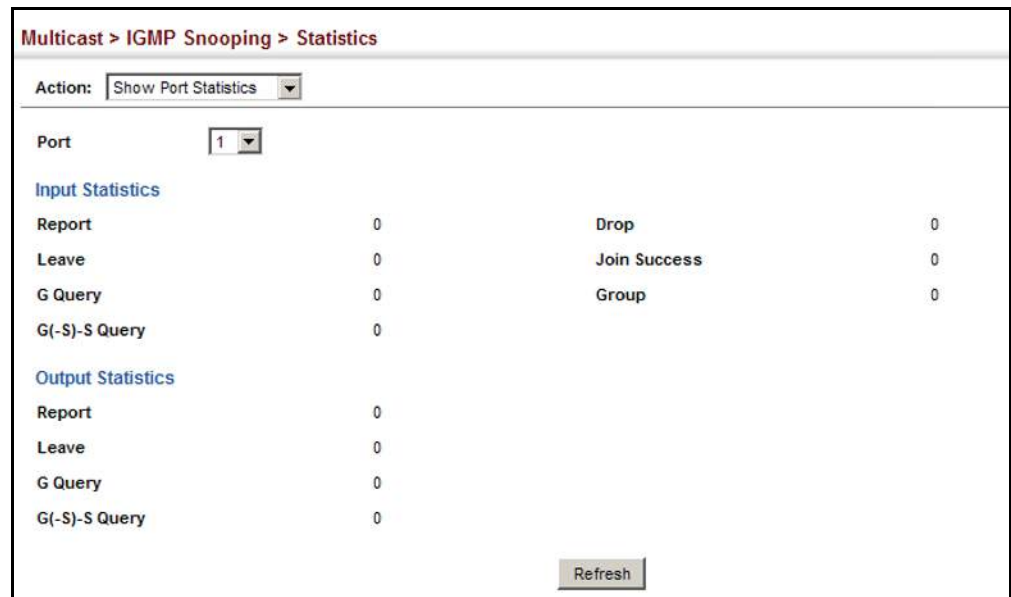 Multicast > IGMP Snooping > Statistics
Action: Show Port Statistics
Port 1
Input Statistics
Report 0 Drop 0
Leave 0 Join Success 0
G Query 0 Group 0
G(-S)-S Query 0
Output Statistics
Report 0
Leave 0
G Query 0
G(-S)-S Query 0
Refresh